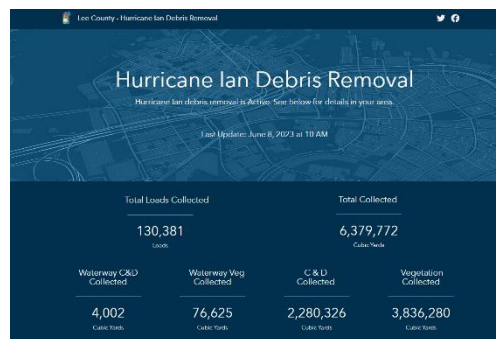 Lee County - Hurricane Ian Debris Removal
Hurricane Ian Debris Removal
Hurricane Ian debris removal is Active. See below for details in your area.
Last Update: June 8, 2023 at 10 AM
Total Loads Collected
130,381
Loads
Total Collected
6,379,772
Cubic Yards
Waterway C&D
Collected
4,002
Cubic Yards
Waterway Veg
Collected
76,625
Cubic Yards
C & D
Collected
2,280,326
Cubic Yards
Vegetation
Collected
3,836,280
Cubic Yards